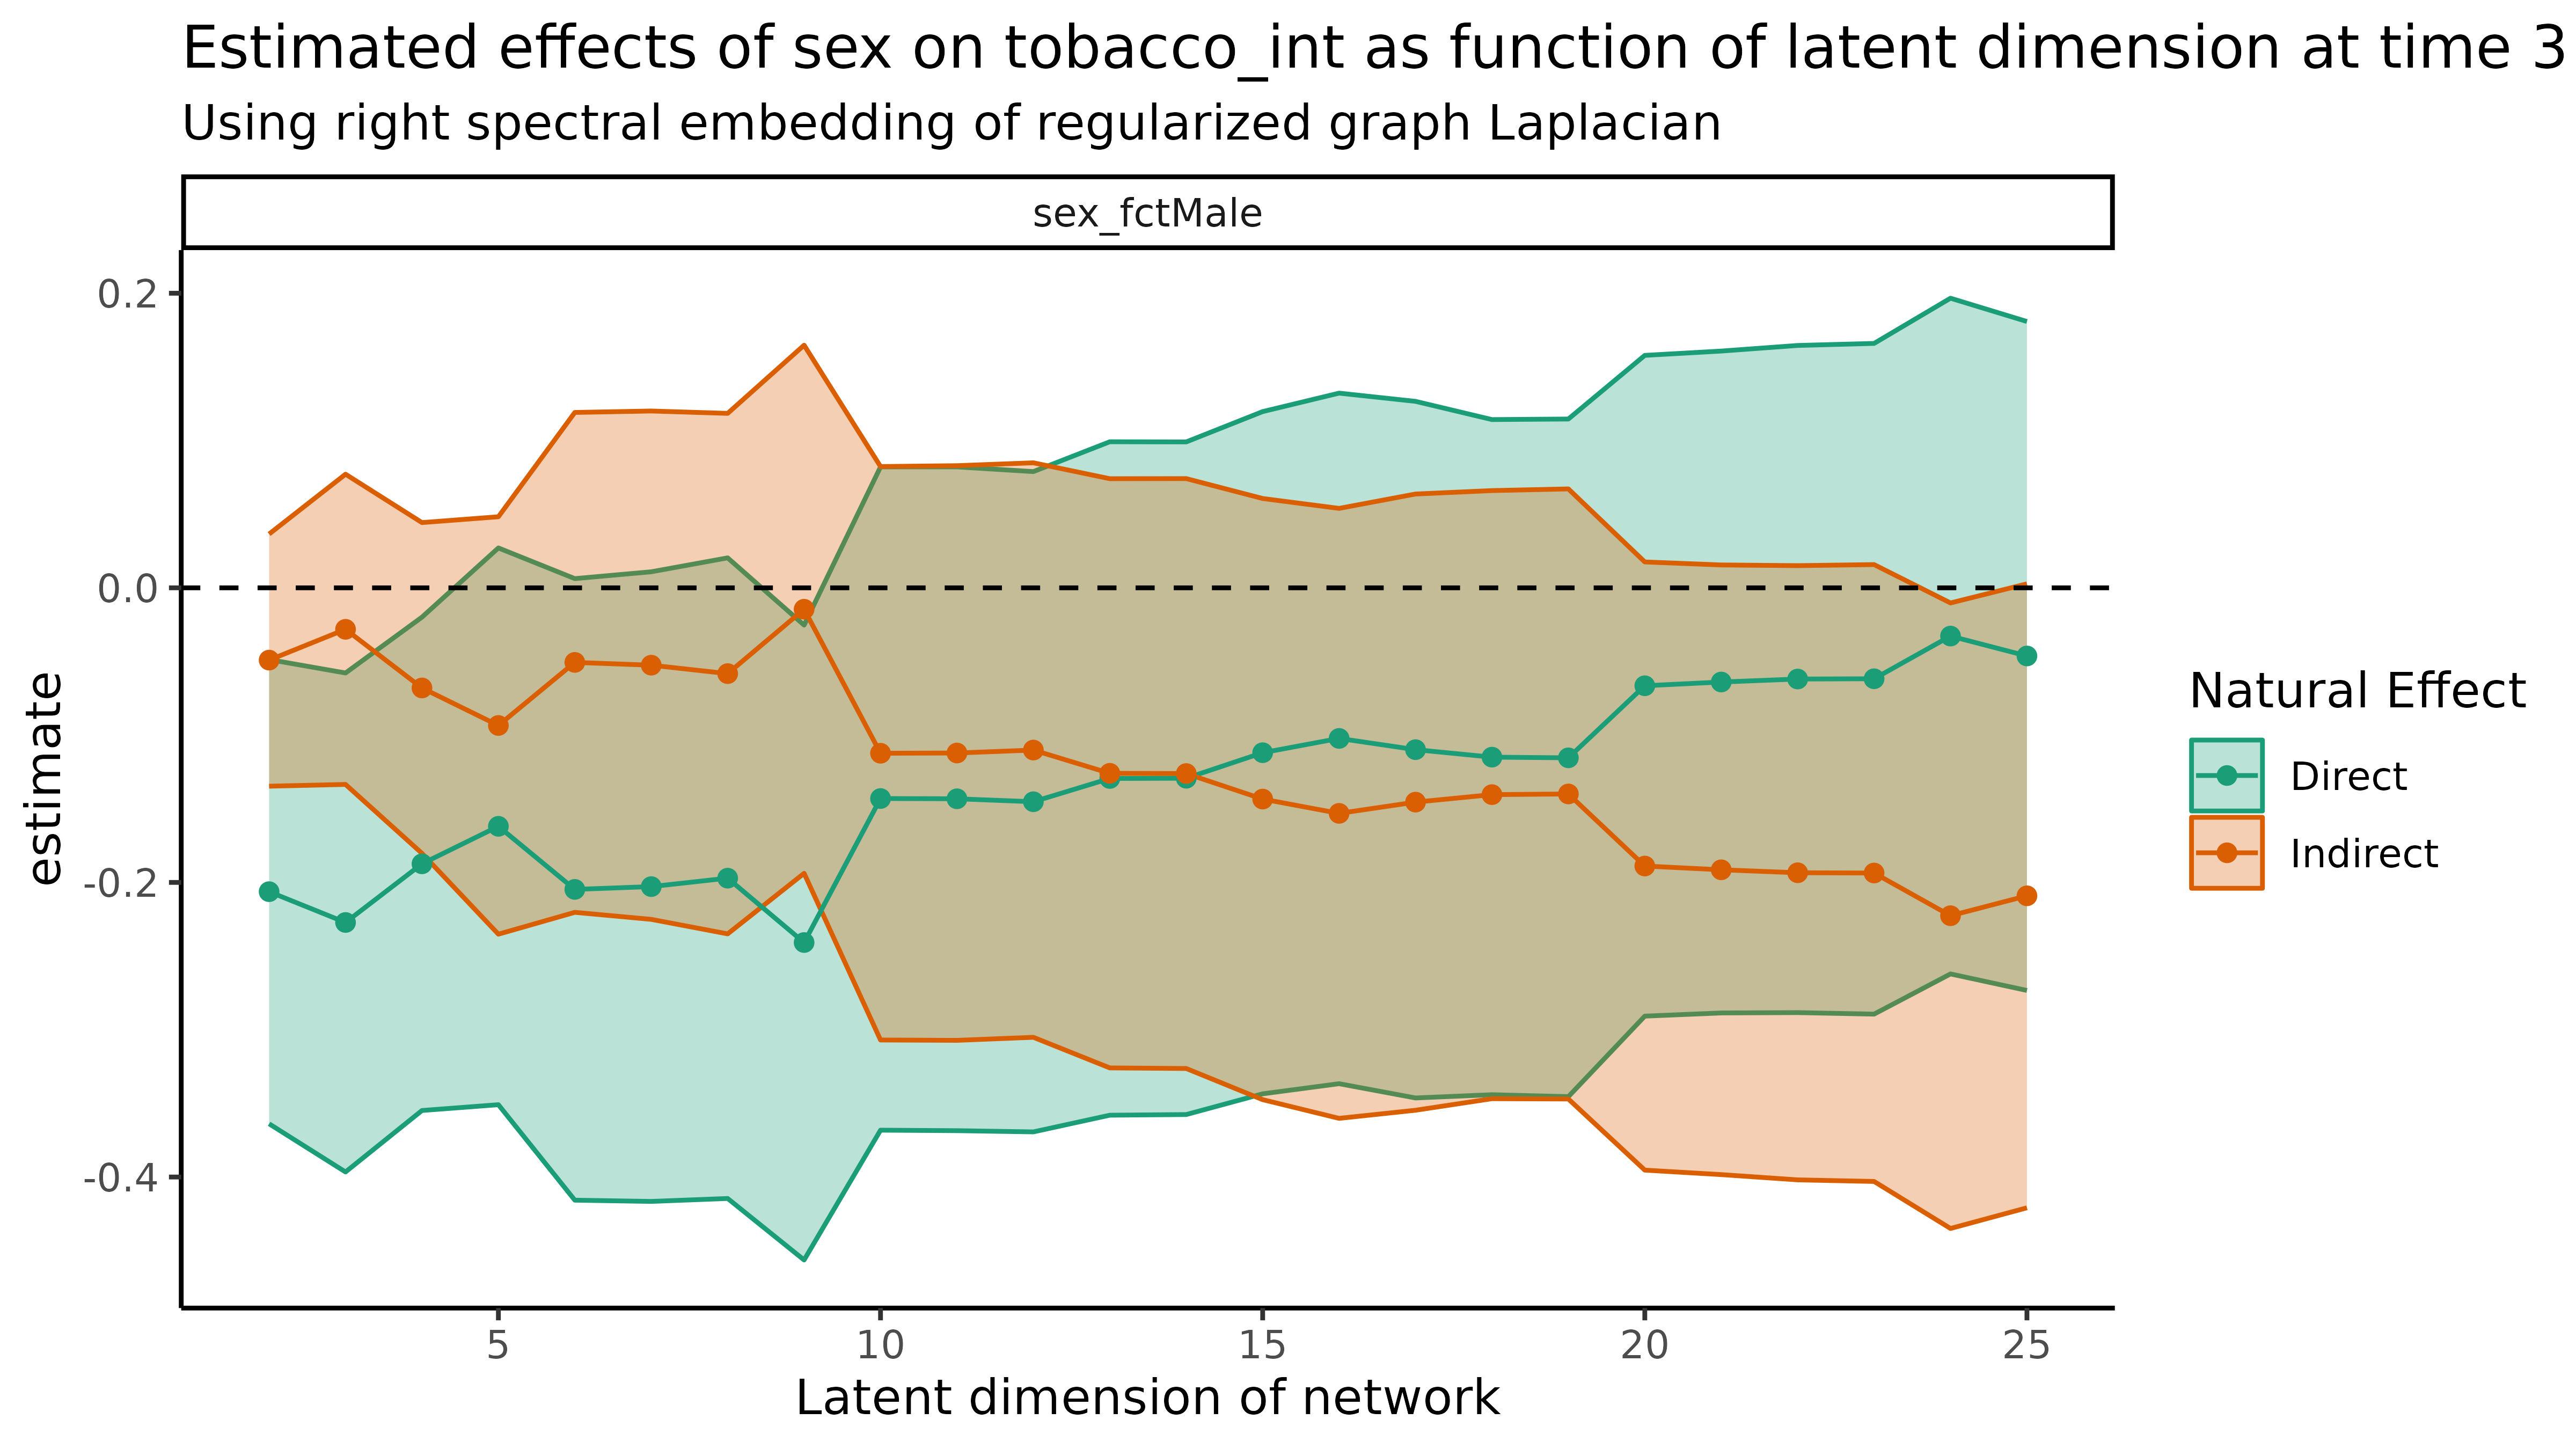 Estimated effects of sex on tobacco_int as function of latent dimension at time 3
Using right spectral embedding of regularized graph Laplacian
sex_fctMale
0.2
0.0
-0.2
-0.4
estimate
5 10 15 20 25
Latent dimension of network
Natural Effect
Direct
Indirect